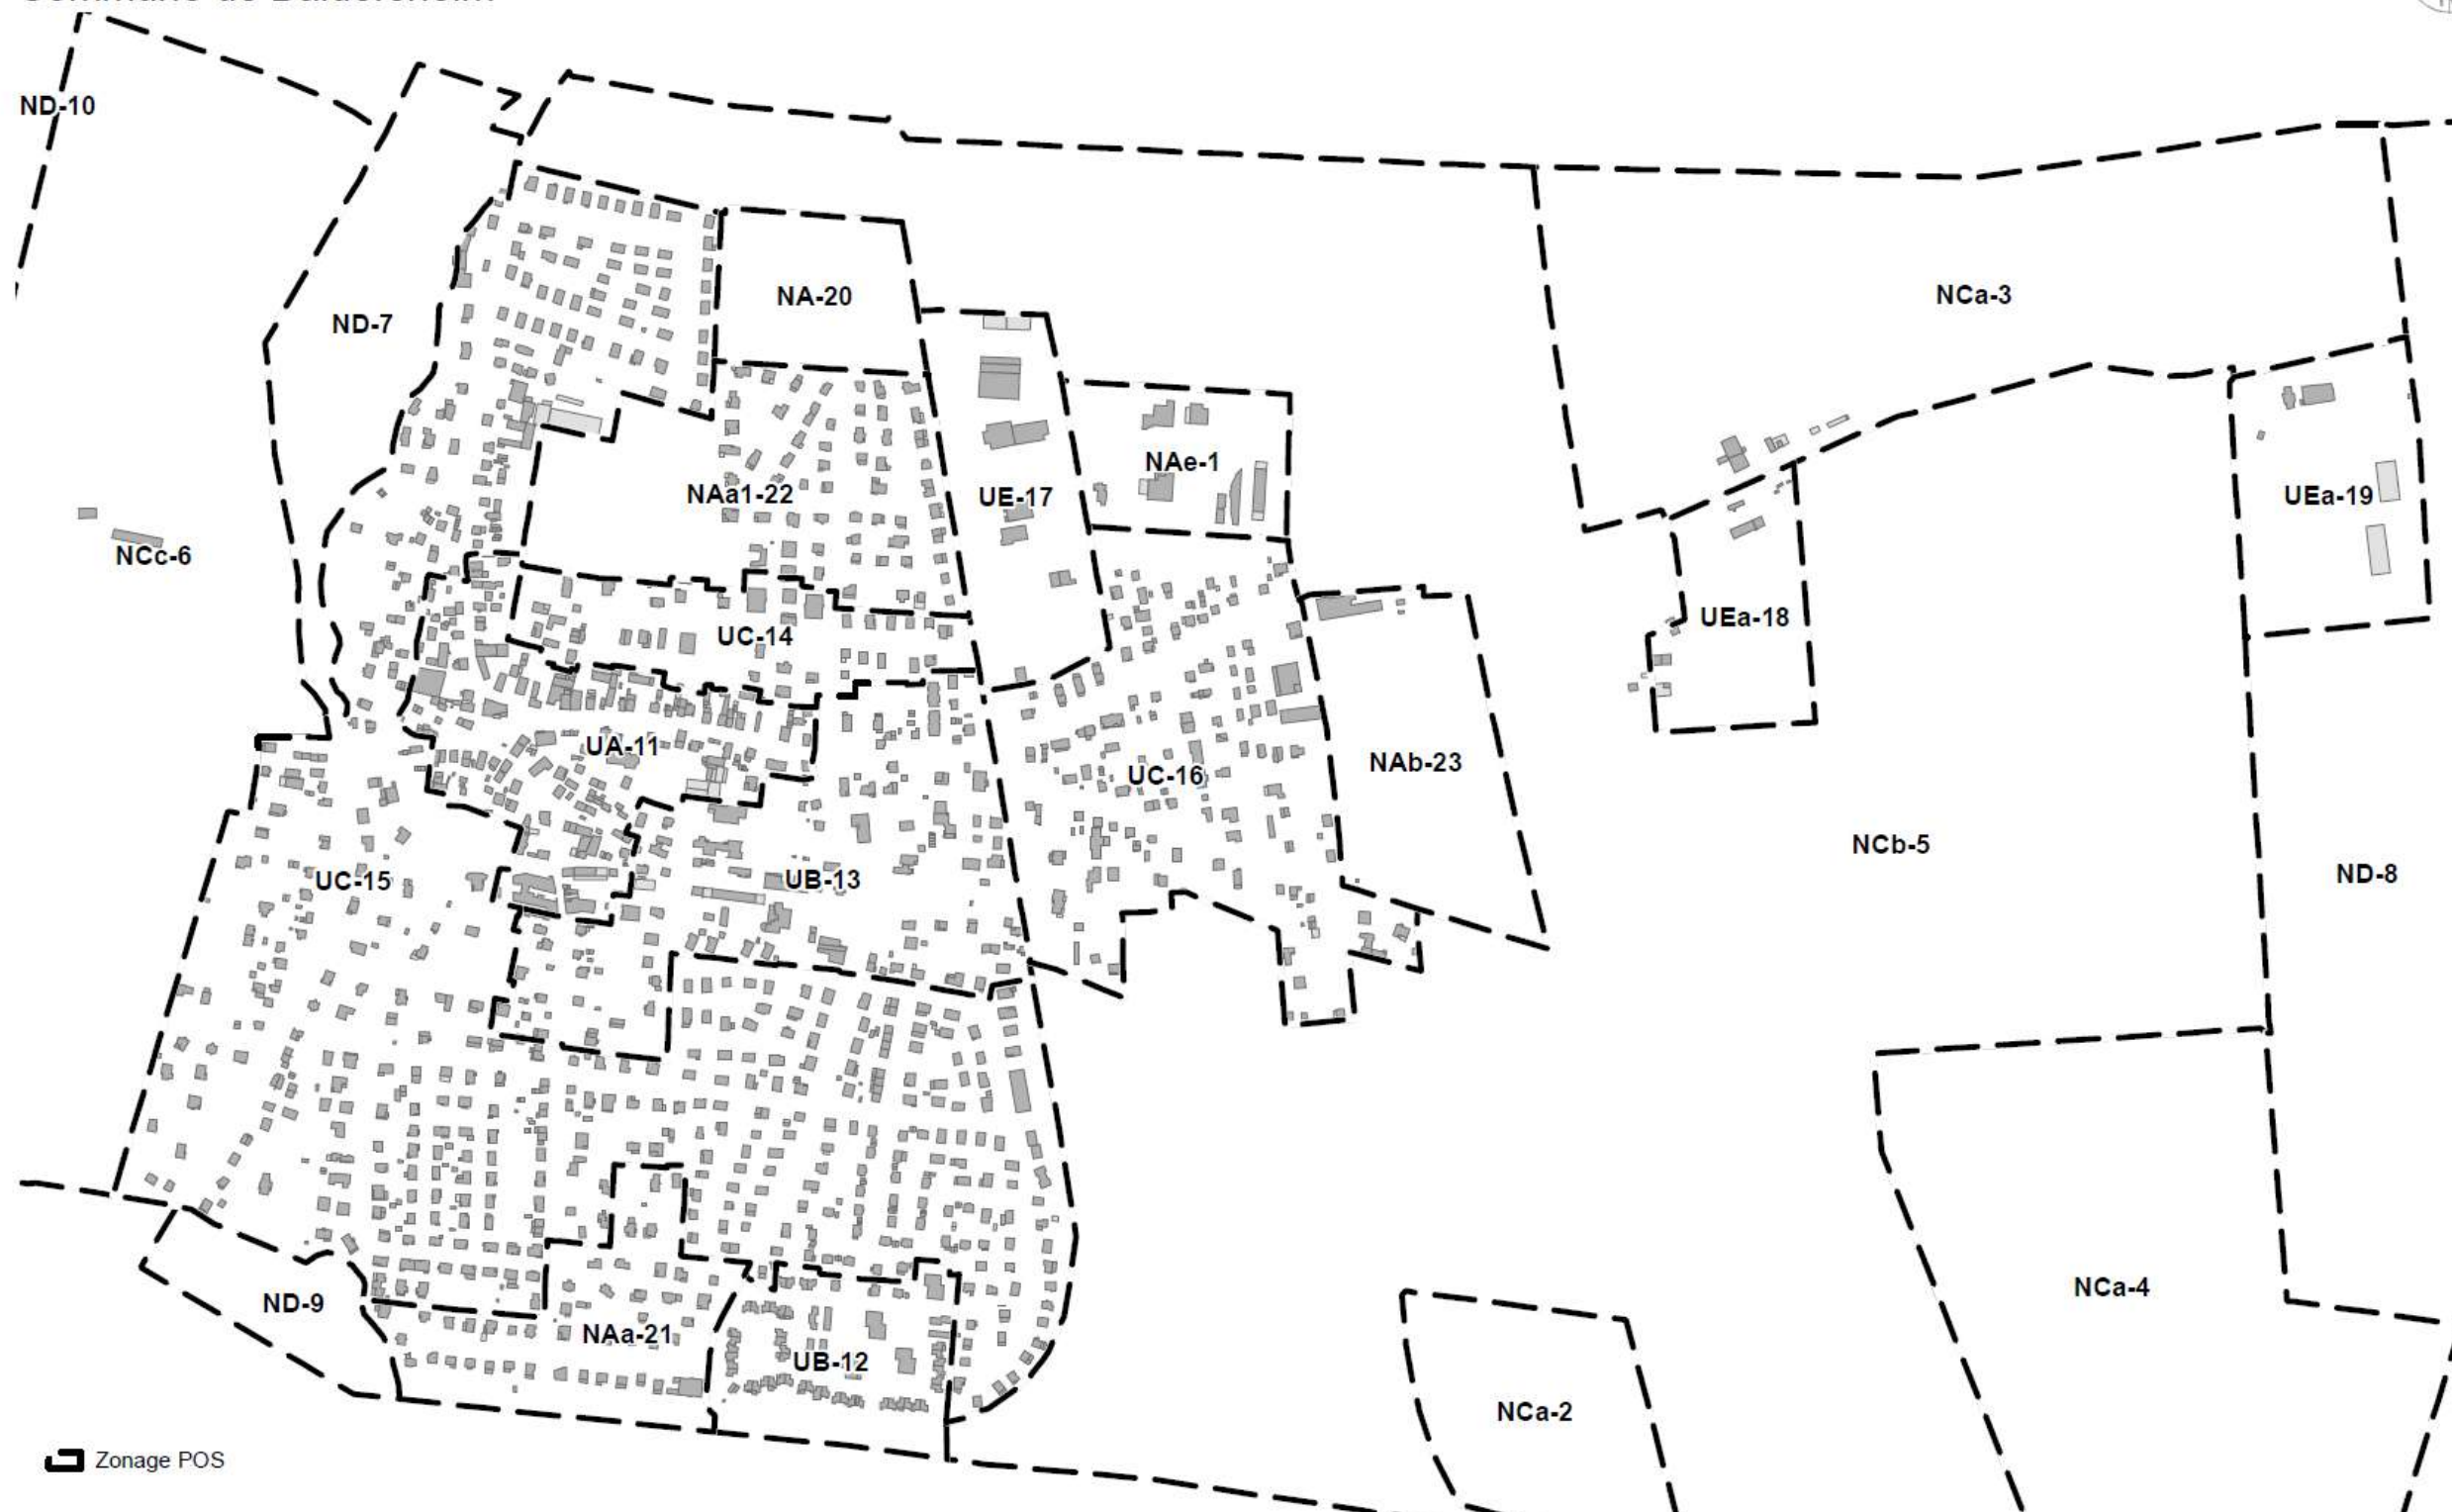 ND-10
NCa-3
NA-20
ND-7
NAe-1
NAa1-22
UE-17
UEa-19
NCc-6
UEa-18
UC-14
UA-11
NAb-23
UC-16
NCb-5
ND-8
UB-13
UC-15
NCa-4
ND-9
NAa-21
UB-12
NCa-2
Zonage POS